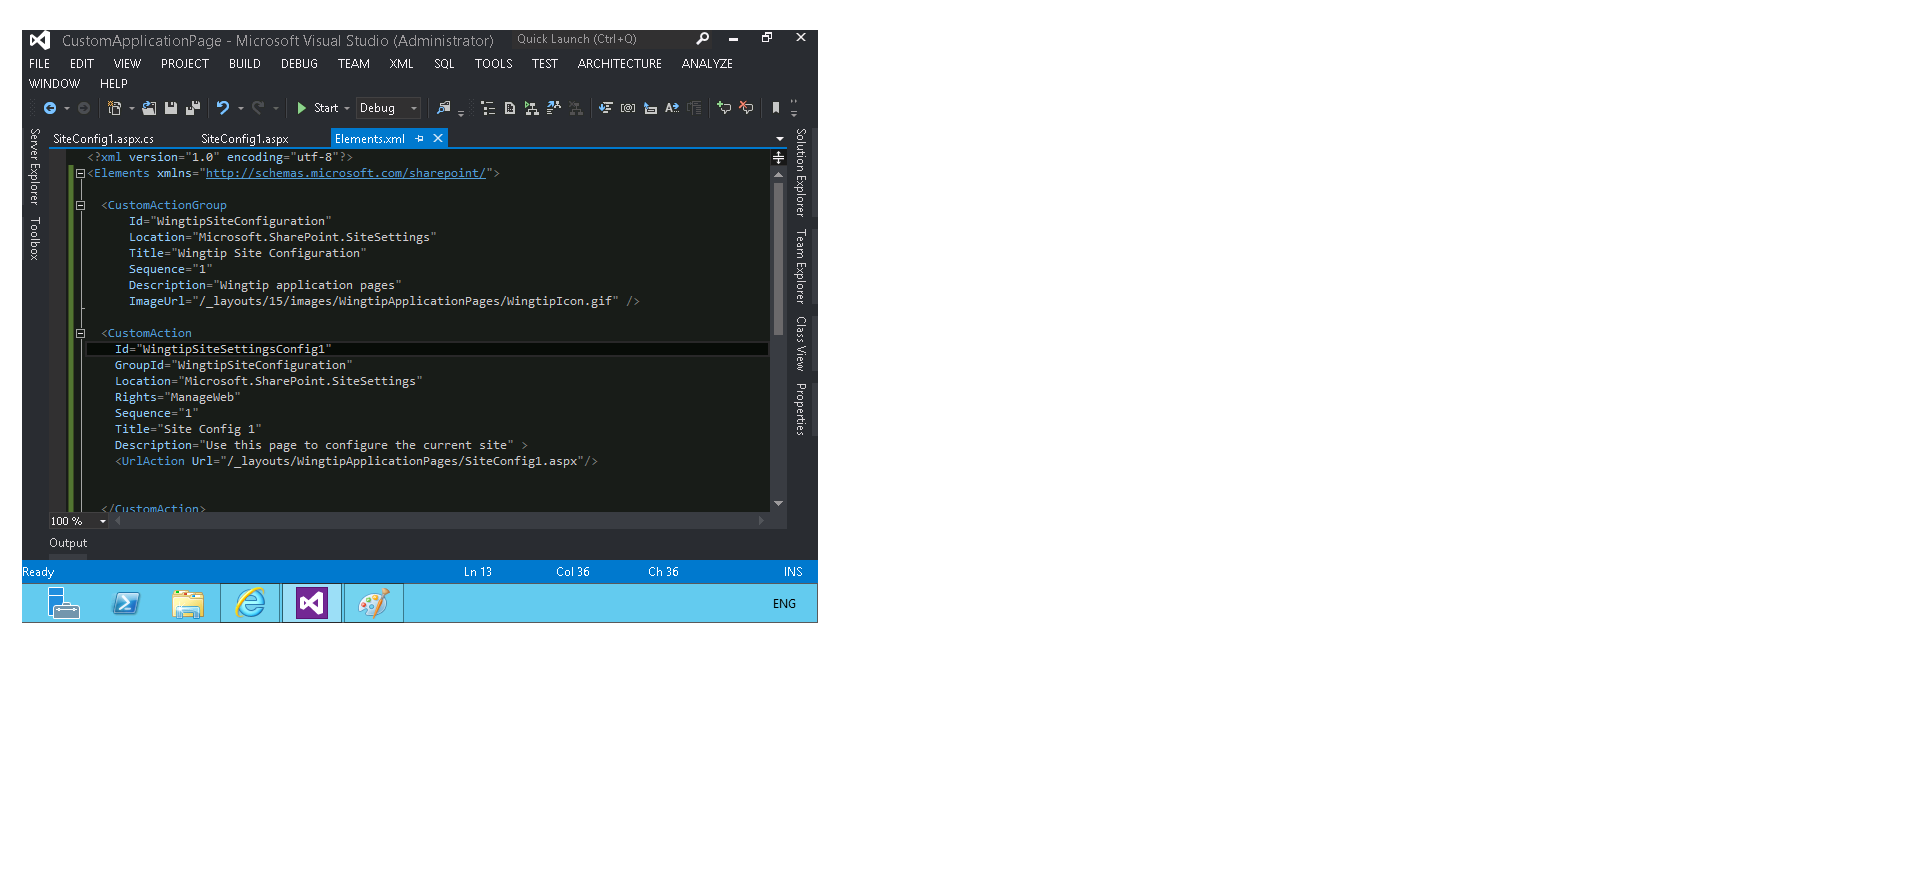 CustomApplicationPage - Microsoft Visual Studio (Administrator) Quick Launch (Ctrl+Q)
FILE EDIT VIEW PROJECT BUILD DEBUG TEAM XML SQL TOOLS TEST ARCHITECTURE ANALYZE
WINDOW HELP
Start Debug
SiteConfig1.aspx.cs SiteConfig1.aspx Elements.xml
Server Explorer
Toolbox
<?xml version="1.0" encoding="utf-8"?>
<Elements xmlns="http://schemas.microsoft.com/sharepoint/">
<CustomActionGroup
Id="WingtipSiteConfiguration"
Location="Microsoft.SharePoint.SiteSettings"
Title="Wingtip Site Configuration"
Sequence="1"
Description="Wingtip application pages"
ImageUrl="/_layouts/15/images/WingtipApplicationPages/WingtipIcon.gif" />
<CustomAction
Id="WingtipSiteSettingsConfig1"
GroupId="WingtipSiteConfiguration"
Location="Microsoft.SharePoint.SiteSettings"
Rights="ManageWeb"
Sequence="1"
Title="Site Config 1"
Description="Use this page to configure the current site" >
<UrlAction Url="/_layouts/WingtipApplicationPages/SiteConfig1.aspx"/>
</CustomAction>
Solution Explorer
Team Explorer
Class View
Properties
100 %
Output
Ready Ln 13 Col 36 Ch 36 INS
ENG